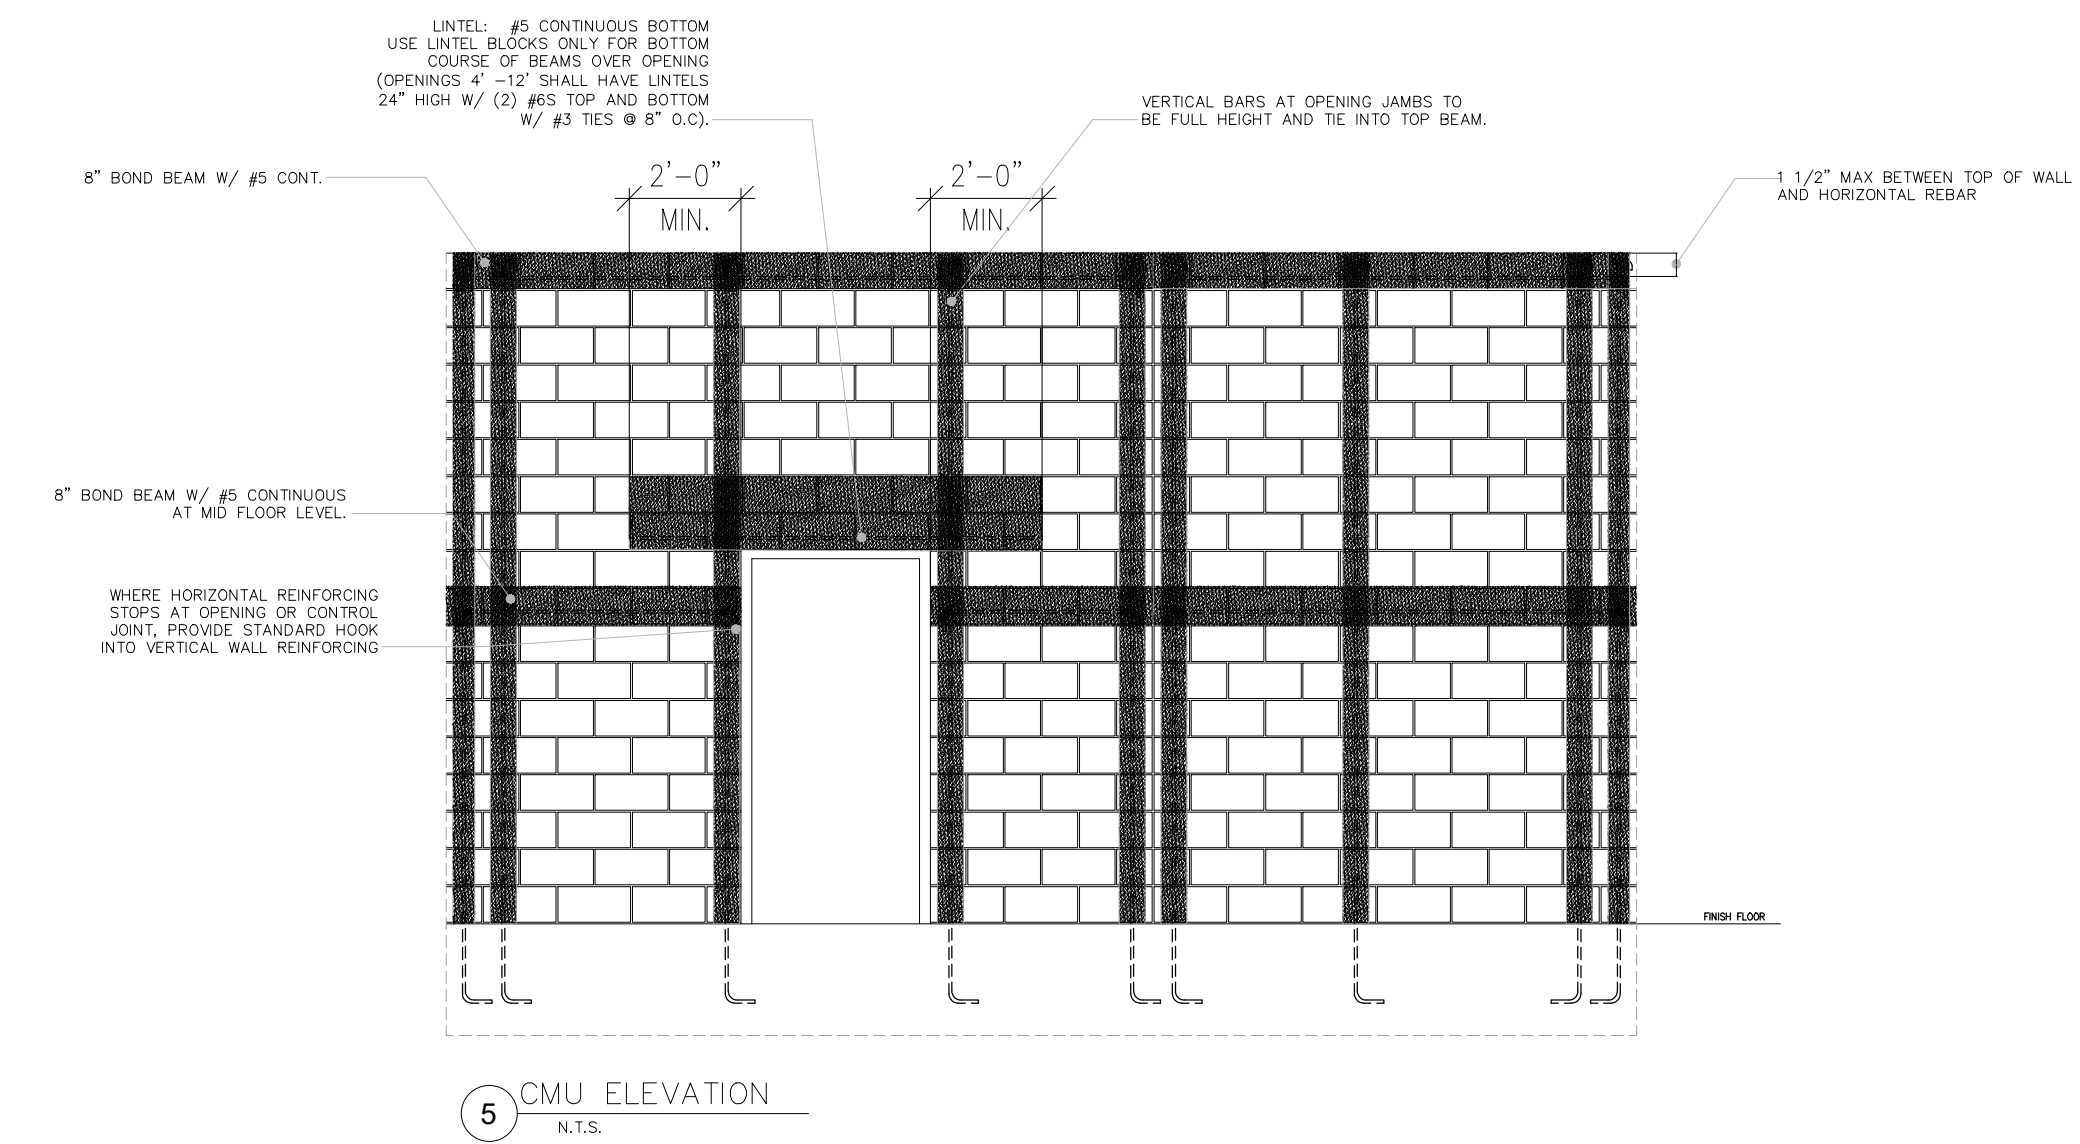 LINTEL: #5 CONTINUOUS BOTTOM
USE LINTEL BLOCKS ONLY FOR BOTTOM
COURSE OF BEAMS OVER OPENING
(OPENINGS 4' -12' SHALL HAVE LINTELS
24" HIGH W/ (2) #6S TOP AND BOTTOM
W/ #3 TIES @ 8" O.C).
VERTICAL BARS AT OPENING JAMBS TO
BE FULL HEIGHT AND TIE INTO TOP BEAM.
8" BOND BEAM W/ #5 CONT.
2'-0"
MIN.
2'-0"
MIN.
1 1/2" MAX BETWEEN TOP OF WALL
AND HORIZONTAL REBAR
8" BOND BEAM W/ #5 CONTINUOUS
AT MID FLOOR LEVEL.
WHERE HORIZONTAL REINFORCING
STOPS AT OPENING OR CONTROL
JOINT, PROVIDE STANDARD HOOK
INTO VERTICAL WALL REINFORCING
FINISH FLOOR
5
CMU ELEVATION
N.T.S.